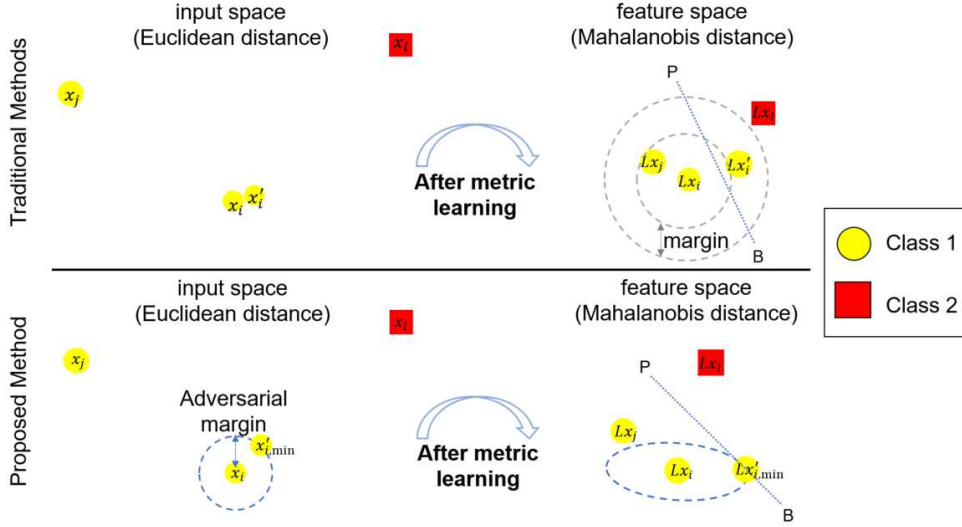 Traditional Methods
input space
(Euclidean distance)
x_l
x_j
x_i
x'_i
After metric
learning
feature space
(Mahalanobis distance)
P
Lx_l
Lx_j
Lx_i
Lx'_i
margin
B
Class 1
Class 2
Proposed Method
input space
(Euclidean distance)
x_l
x_j
Adversarial
margin
x'_{i,min}
x_i
After metric
learning
feature space
(Mahalanobis distance)
P
Lx_l
Lx_j
Lx_i
Lx'_{i,min}
B